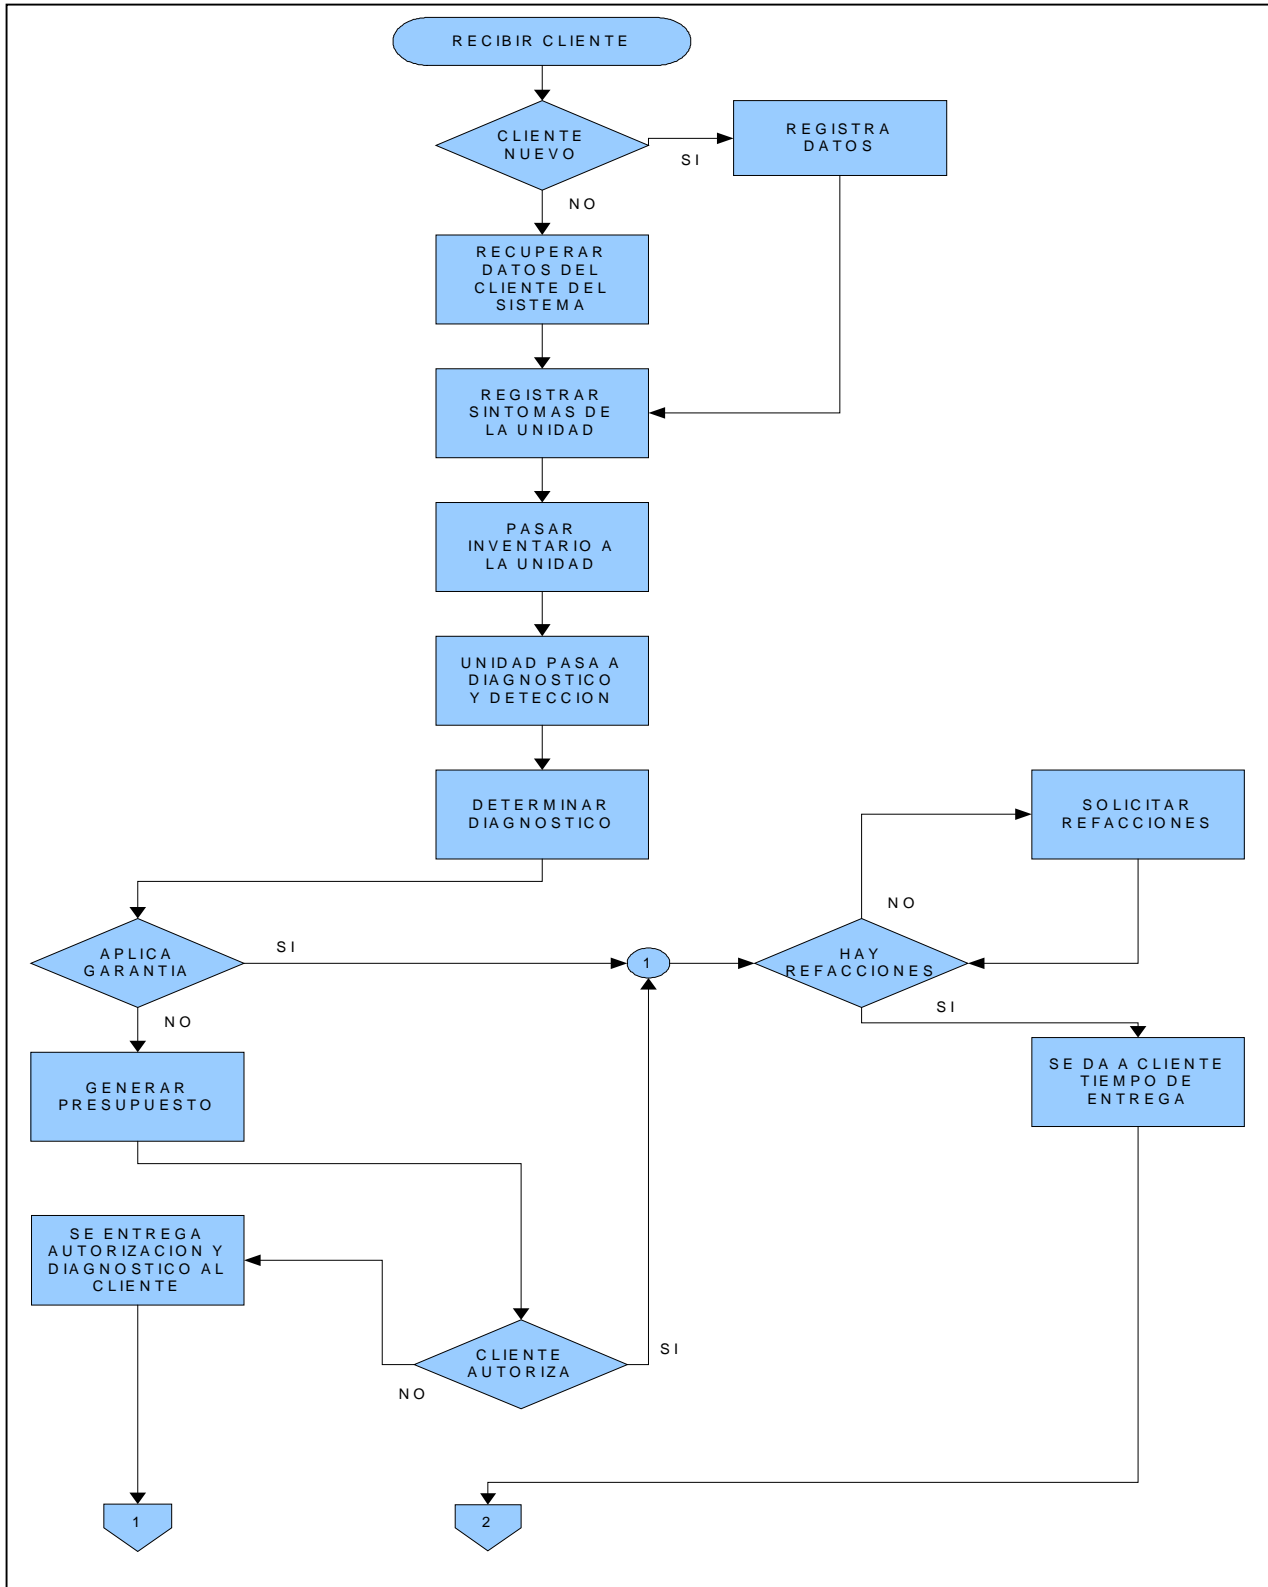 RECIBIR CLIENTE
CLIENTE
NUEVO
SI
REGISTRA
DATOS
NO
RECUPERAR
DATOS DEL
CLIENTE DEL
SISTEMA
REGISTRAR
SINTOMAS DE
LA UNIDAD
PASAR
INVENTARIO A
LA UNIDAD
UNIDAD PASA A
DIAGNOSTICO
Y DETECCION
DETERMINAR
DIAGNOSTICO
SOLICITAR
REFACCIONES
NO
APLICA
GARANTIA
SI
1
HAY
REFACCIONES
NO
SI
GENERAR
PRESUPUESTO
SE DA A CLIENTE
TIEMPO DE
ENTREGA
SE ENTREGA
AUTORIZACION Y
DIAGNOSTICO AL
CLIENTE
CLIENTE
AUTORIZA
SI
NO
1
2